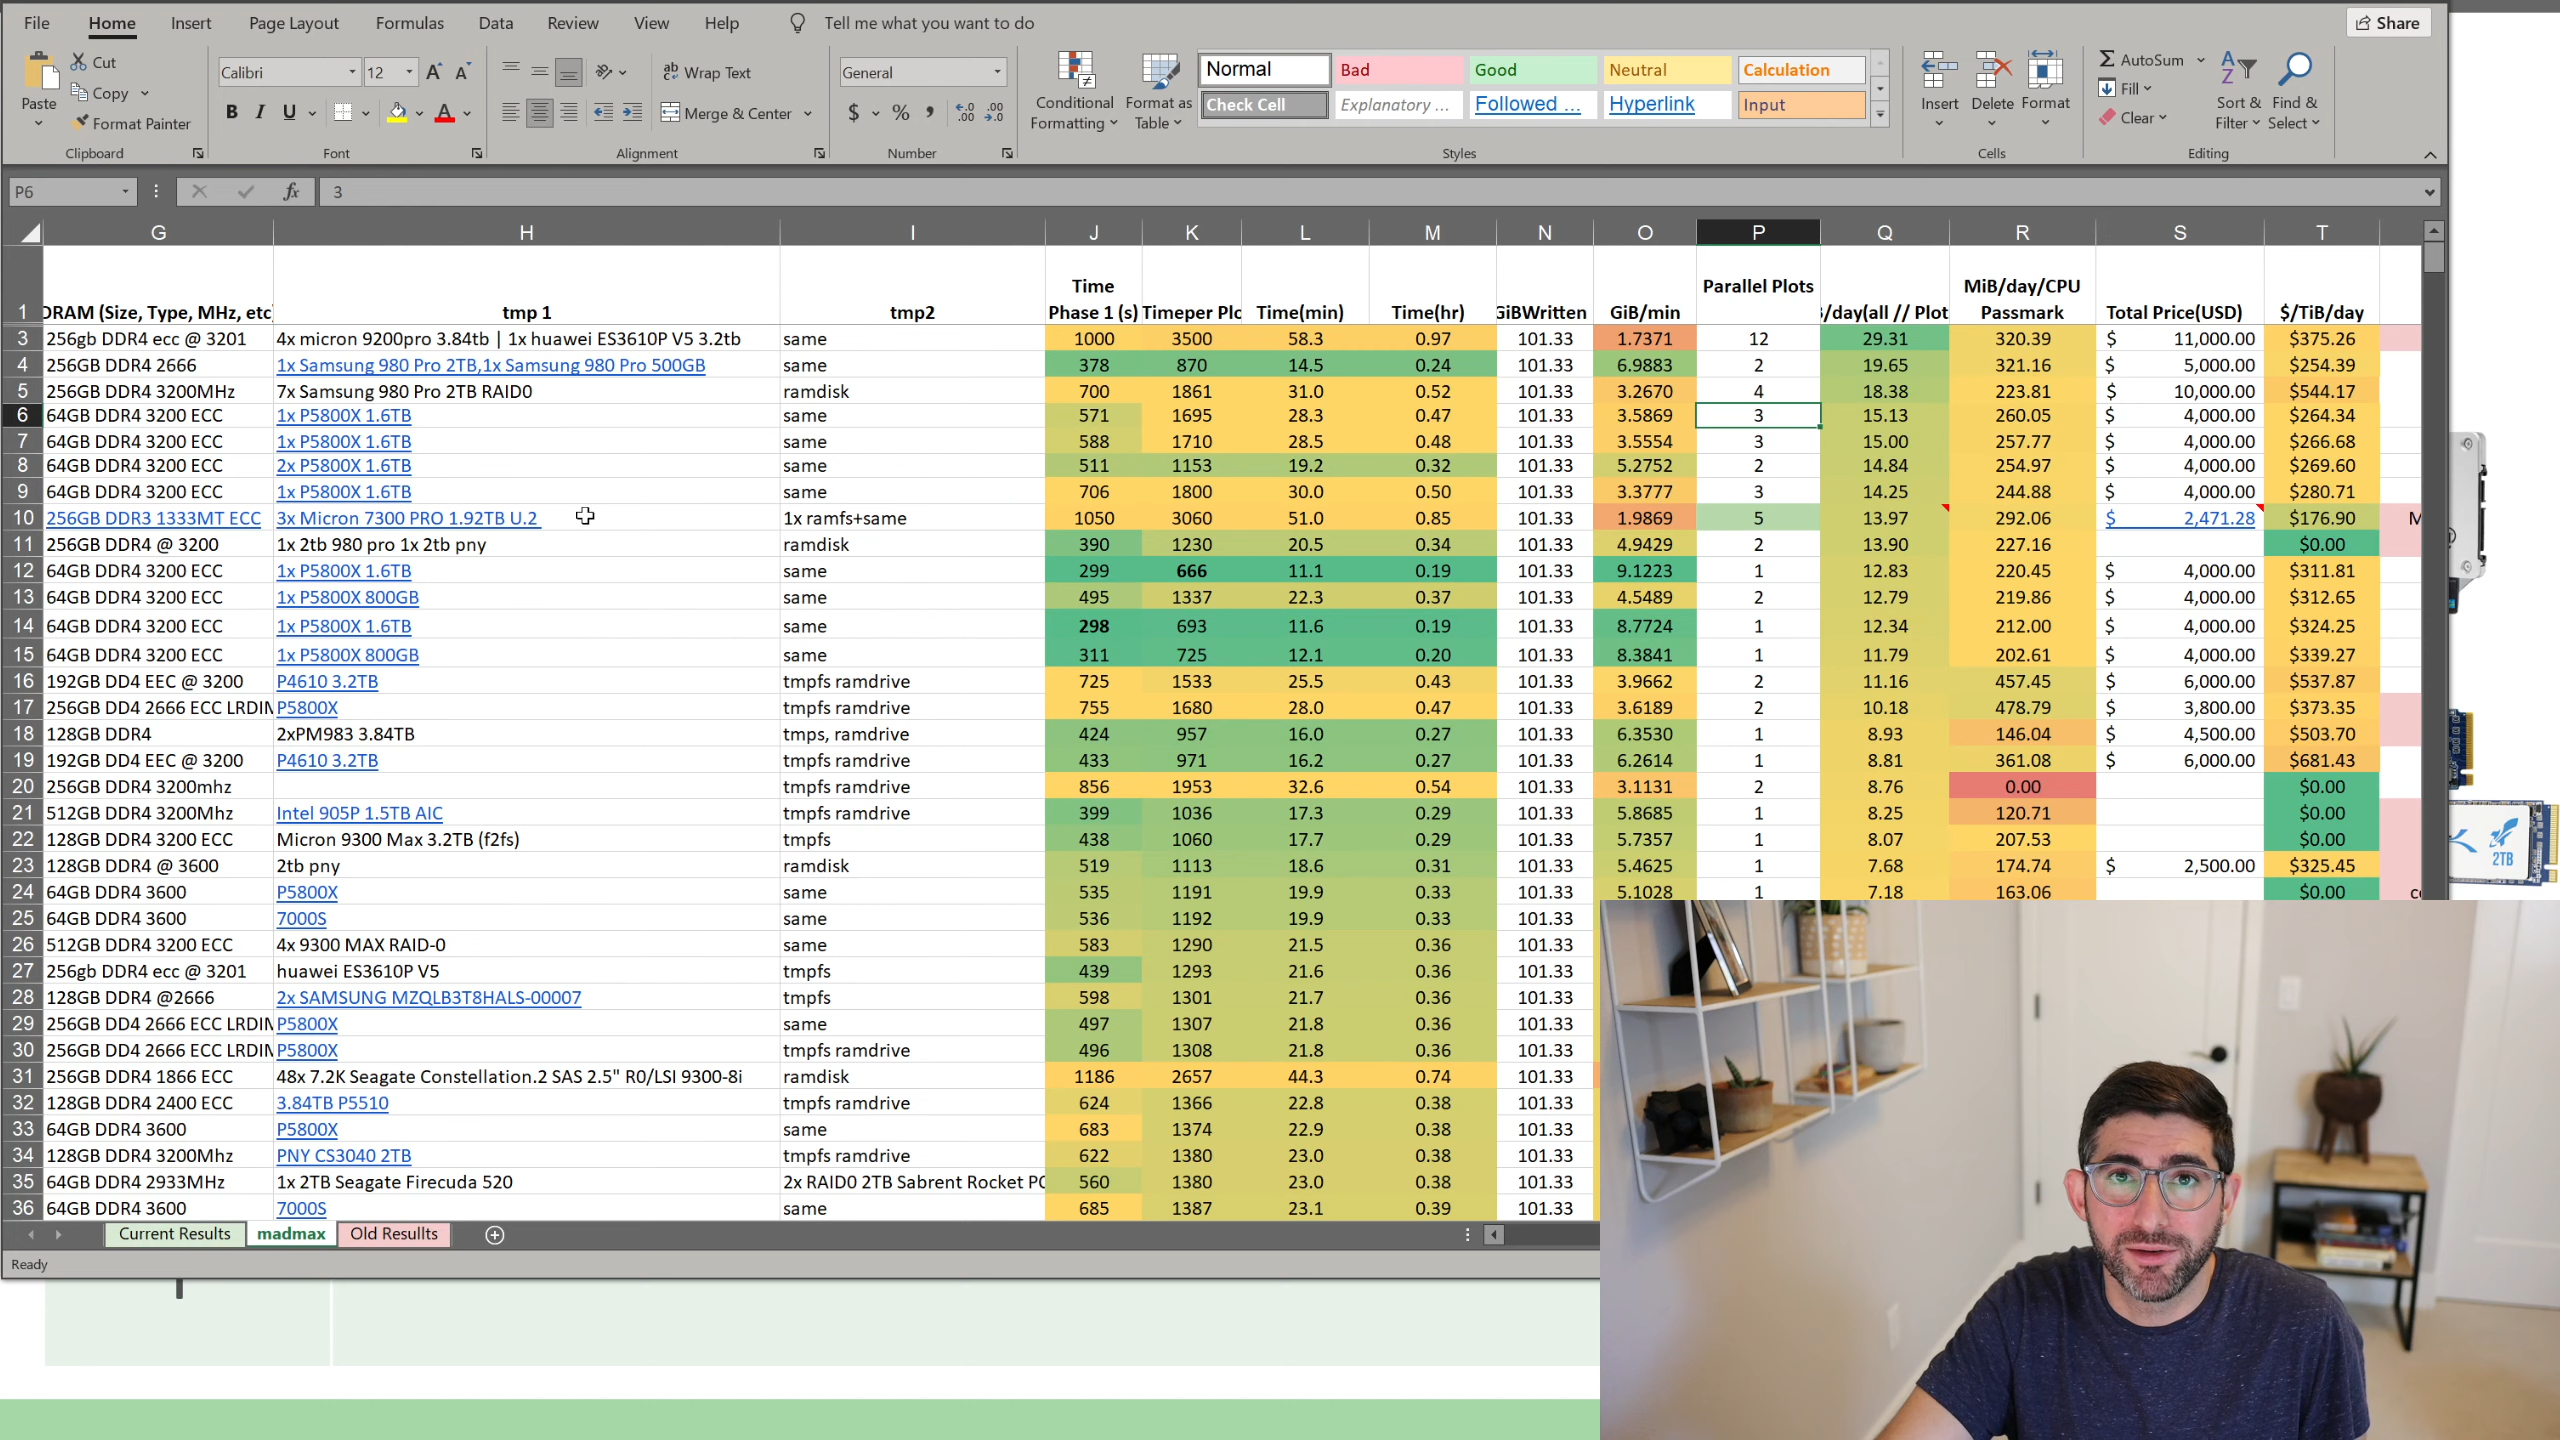 File Home Insert Page Layout Formulas Data Review View Help Tell me what you want to do Share
Paste Cut Copy Format Painter Clipboard
Calibri 12 B I U A Font
Wrap Text Merge & Center Alignment
General $ % , Number
Conditional Formatting Format as Table
Normal Bad Good Neutral Calculation
Check Cell Explanatory ... Followed ... Hyperlink Input
Styles
Insert Delete Format Cells
AutoSum Fill Clear Sort & Filter Find & Select Editing
P6 fx 3
G H I J K L M N O P Q R S T
Time Parallel Plots MiB/day/CPU
1 DRAM (Size, Type, MHz, etc tmp 1 tmp2 Phase 1 (s) Timeper Plo Time(min) Time(hr) GiBWritten GiB/min /day(all // Plot Passmark Total Price(USD) $/TiB/day
3 256gb DDR4 ecc @ 3201 4x micron 9200pro 3.84tb | 1x huawei ES3610P V5 3.2tb same 1000 3500 58.3 0.97 101.33 1.7371 12 29.31 320.39 $ 11,000.00 $375.26
4 256GB DDR4 2666 1x Samsung 980 Pro 2TB,1x Samsung 980 Pro 500GB 378 870 14.5 0.24 101.33 6.9883 2 19.65 321.16 $ 5,000.00 $254.39
5 256GB DDR4 3200MHz 7x Samsung 980 Pro 2TB RAID0 ramdisk 700 1861 31.0 0.52 101.33 3.2670 4 18.38 223.81 $ 10,000.00 $544.17
6 64GB DDR4 3200 ECC 1x P5800X 1.6TB same 571 1695 28.3 0.47 101.33 3.5869 3 15.13 260.05 $ 4,000.00 $264.34
7 64GB DDR4 3200 ECC 1x P5800X 1.6TB same 588 1710 28.5 0.48 101.33 3.5554 3 15.00 257.77 $ 4,000.00 $266.68
8 64GB DDR4 3200 ECC 2x P5800X 1.6TB same 511 1153 19.2 0.32 101.33 5.2752 2 14.84 254.97 $ 4,000.00 $269.60
9 64GB DDR4 3200 ECC 1x P5800X 1.6TB same 706 1800 30.0 0.50 101.33 3.3777 3 14.25 244.88 $ 4,000.00 $280.71
10 256GB DDR3 1333MT ECC 3x Micron 7300 PRO 1.92TB U.2 1x ramfs+same 1050 3060 51.0 0.85 101.33 1.9869 5 13.97 292.06 $ 2,471.28 $176.90 M
11 256GB DDR4 @ 3200 1x 2tb 980 pro 1x 2tb pny ramdisk 390 1230 20.5 0.34 101.33 4.9429 2 13.90 227.16 $0.00
12 64GB DDR4 3200 ECC 1x P5800X 1.6TB same 299 666 11.1 0.19 101.33 9.1223 1 12.83 220.45 $ 4,000.00 $311.81
13 64GB DDR4 3200 ECC 1x P5800X 800GB same 495 1337 22.3 0.37 101.33 4.5489 2 12.79 219.86 $ 4,000.00 $312.65
14 64GB DDR4 3200 ECC 1x P5800X 1.6TB same 298 693 11.6 0.19 101.33 8.7724 1 12.34 212.00 $ 4,000.00 $324.25
15 64GB DDR4 3200 ECC 1x P5800X 800GB same 311 725 12.1 0.20 101.33 8.3841 1 11.79 202.61 $ 4,000.00 $339.27
16 192GB DD4 EEC @ 3200 P4610 3.2TB tmpfs ramdrive 725 1533 25.5 0.43 101.33 3.9662 2 11.16 457.45 $ 6,000.00 $537.87
17 256GB DD4 2666 ECC LRDIM P5800X tmpfs ramdrive 755 1680 28.0 0.47 101.33 3.6189 2 10.18 478.79 $ 3,800.00 $373.35
18 128GB DDR4 2xPM983 3.84TB tmps, ramdrive 424 957 16.0 0.27 101.33 6.3530 1 8.93 146.04 $ 4,500.00 $503.70
19 192GB DD4 EEC @ 3200 P4610 3.2TB tmpfs ramdrive 433 971 16.2 0.27 101.33 6.2614 1 8.81 361.08 $ 6,000.00 $681.43
20 256GB DDR4 3200mhz tmpfs ramdrive 856 1953 32.6 0.54 101.33 3.1131 2 8.76 0.00 $0.00
21 512GB DDR4 3200Mhz Intel 905P 1.5TB AIC tmpfs ramdrive 399 1036 17.3 0.29 101.33 5.8685 1 8.25 120.71 $0.00
22 128GB DDR4 3200 ECC Micron 9300 Max 3.2TB (f2fs) tmpfs 438 1060 17.7 0.29 101.33 5.7357 1 8.07 207.53 $0.00
23 128GB DDR4 @ 3600 2tb pny ramdisk 519 1113 18.6 0.31 101.33 5.4625 1 7.68 174.74 $ 2,500.00 $325.45
24 64GB DDR4 3600 P5800X same 535 1191 19.9 0.33 101.33 5.1028 1 7.18 163.06 $0.00
25 64GB DDR4 3600 7000S same 536 1192 19.9 0.33 101.33
26 512GB DDR4 3200 ECC 4x 9300 MAX RAID-0 same 583 1290 21.5 0.36 101.33
27 256gb DDR4 ecc @ 3201 huawei ES3610P V5 tmpfs 439 1293 21.6 0.36 101.33
28 128GB DDR4 @2666 2x SAMSUNG MZQLB3T8HALS-00007 tmpfs 598 1301 21.7 0.36 101.33
29 256GB DD4 2666 ECC LRDIM P5800X same 497 1307 21.8 0.36 101.33
30 256GB DD4 2666 ECC LRDIM P5800X tmpfs ramdrive 496 1308 21.8 0.36 101.33
31 256GB DDR4 1866 ECC 48x 7.2K Seagate Constellation.2 SAS 2.5" R0/LSI 9300-8i ramdisk 1186 2657 44.3 0.74 101.33
32 128GB DDR4 2400 ECC 3.84TB P5510 tmpfs ramdrive 624 1366 22.8 0.38 101.33
33 64GB DDR4 3600 P5800X same 683 1374 22.9 0.38 101.33
34 128GB DDR4 3200Mhz PNY CS3040 2TB tmpfs ramdrive 622 1380 23.0 0.38 101.33
35 64GB DDR4 2933MHz 1x 2TB Seagate Firecuda 520 2x RAID0 2TB Sabrent Rocket PC 560 1380 23.0 0.38 101.33
36 64GB DDR4 3600 7000S same 685 1387 23.1 0.39 101.33
Current Results madmax Old Resullts
Ready
2TB